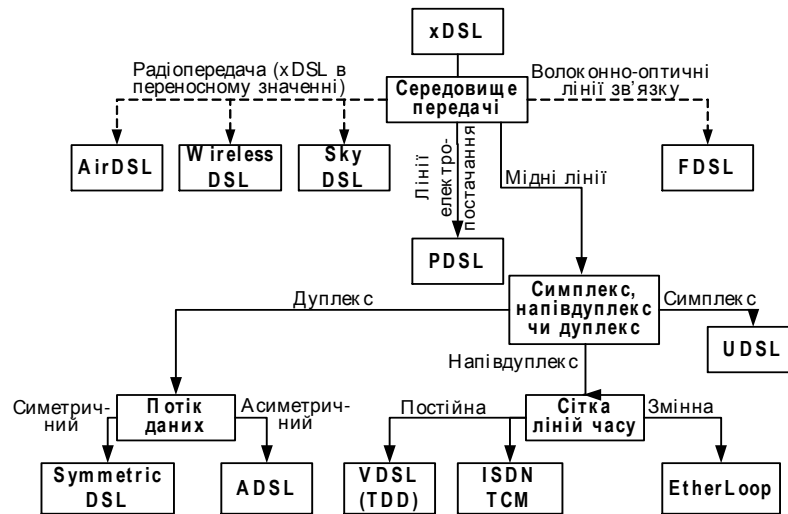 xDSL
Радіопередача (xDSL в
переносному значенні)
Середовище
передачі
Волоконно-оптичні
лінії зв’язку
AirDSL
Wireless
DSL
Sky
DSL
Лінії
електро-
постачання
Мідні лінії
FDSL
PDSL
Дуплекс
Симплекс,
напівдуплекс
чи дуплекс
Симплекс
UDSL
Напівдуплекс
Симетрич-
ний
Потік
даних
Асиметрич-
ний
Постійна
Сітка
ліній часу
Змінна
Symmetric
DSL
ADSL
VDSL
(TDD)
ISDN
TCM
EtherLoop